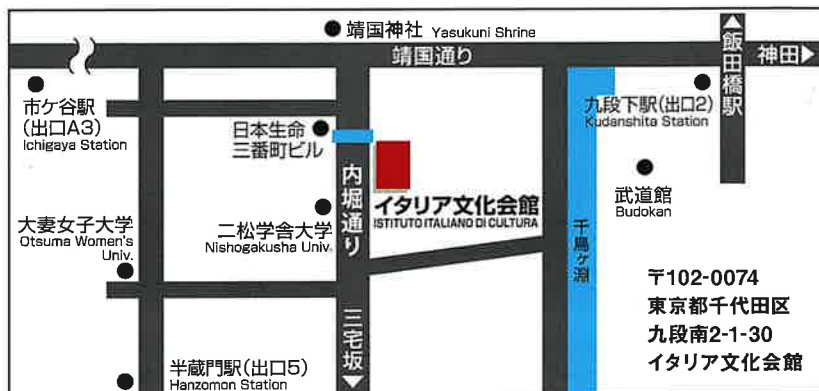 靖国神社 Yasukuni Shrine
靖国通り
▲飯田橋駅
神田▶
市ケ谷駅
(出口A3)
Ichigaya Station
日本生命
三番町ビル
九段下駅(出口2)
Kudanshita Station
武道館
Budokan
内堀通り
イタリア文化会館
ISTITUTO ITALIANO DI CULTURA
大妻女子大学
Otsuma Women's
Univ.
二松学舎大学
Nishogakusha Univ.
千鳥ヶ淵
三宅坂▼
半蔵門駅(出口5)
Hanzomon Station
〒102-0074
東京都千代田区
九段南2-1-30
イタリア文化会館